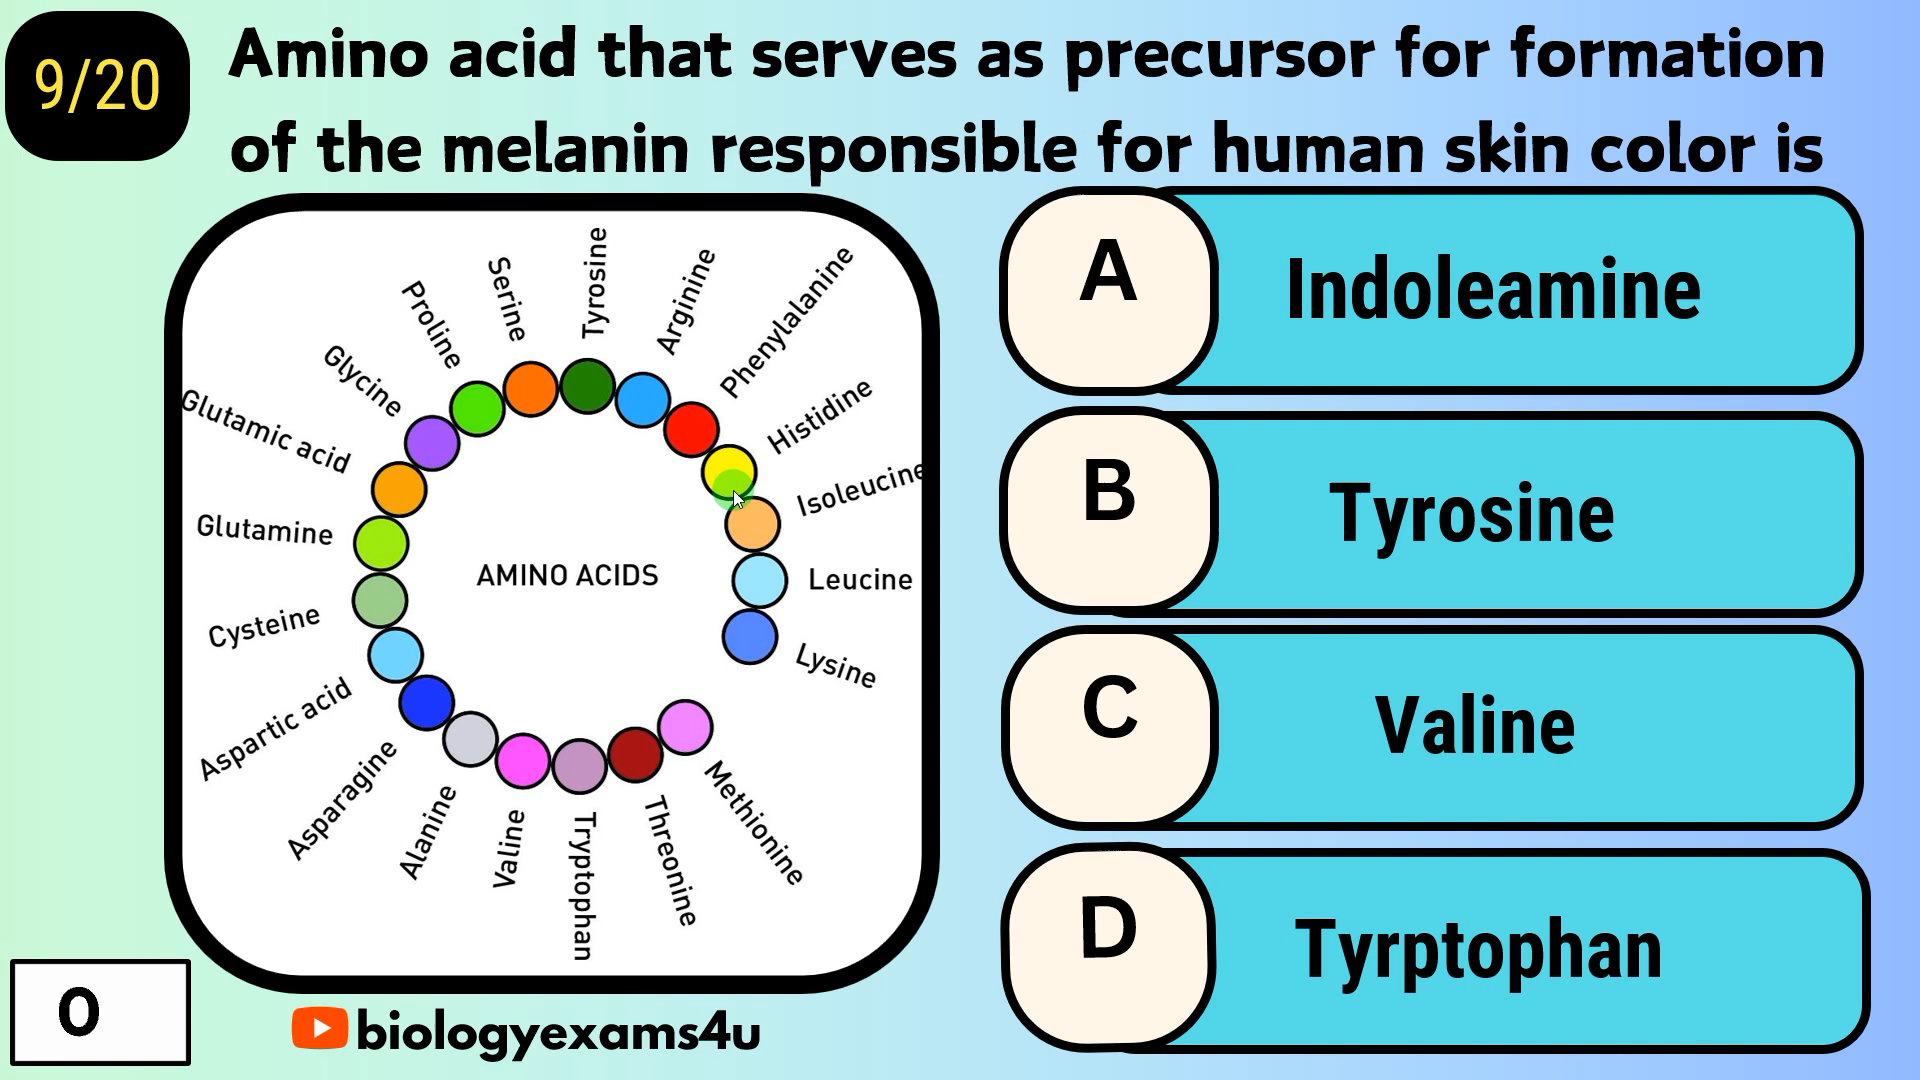 9/20
Amino acid that serves as precursor for formation
of the melanin responsible for human skin color is
Glutamic acid
Glycine
Proline
Serine
Tyrosine
Arginine
Phenylalanine
Histidine
Isoleucine
Leucine
Lysine
Glutamine
Cysteine
Aspartic acid
Asparagine
Alanine
Valine
Tryptophan
Threonine
Methionine
AMINO ACIDS
A
Indoleamine
B
Tyrosine
C
Valine
D
Tyrptophan
0
biologyexams4u